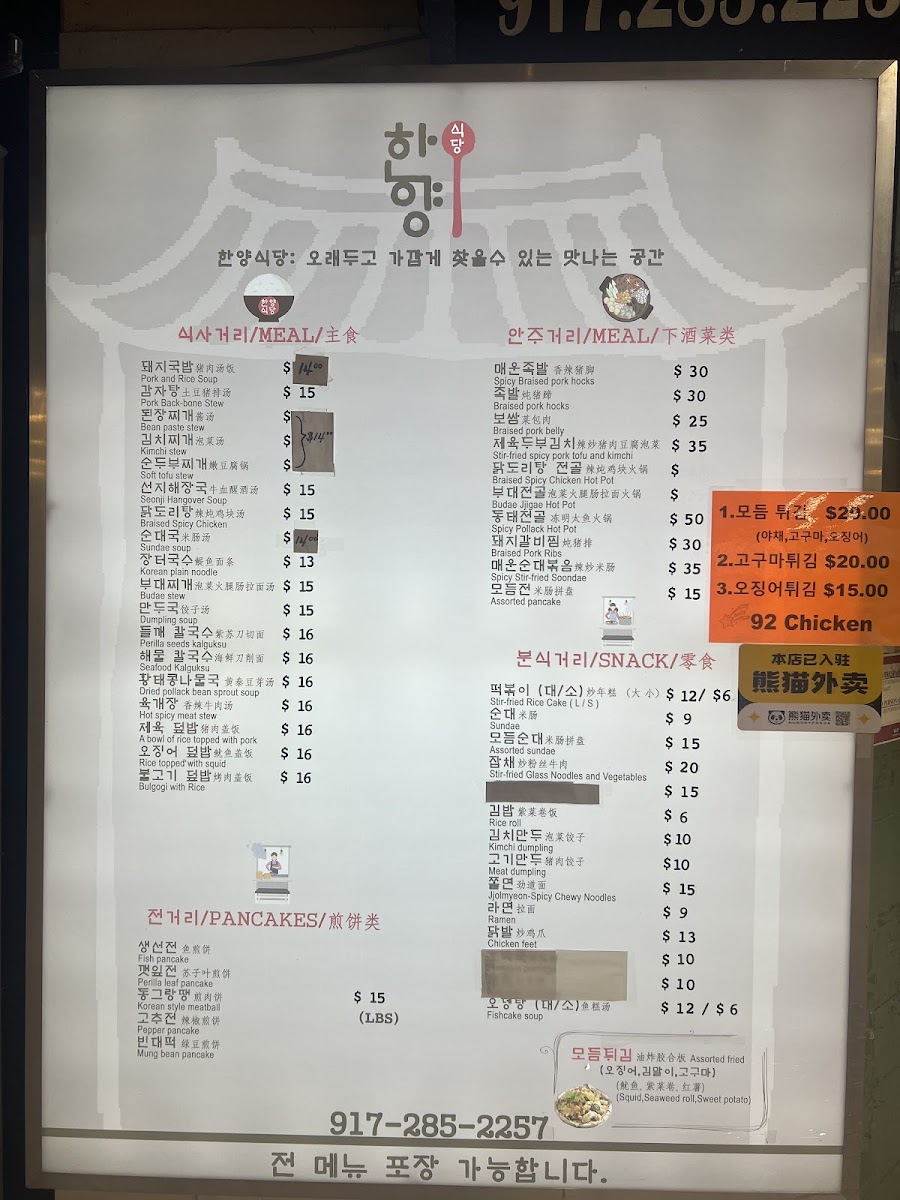 917.285.225
한양
식당
한양식당: 오래두고 가깝게 찾을수 있는 맛나는 공간
한양
식당
식사거리/MEAL/主食
돼지국밥 猪肉汤饭 $ 14.00
Pork and Rice Soup
감자탕 土豆猪排汤 $ 15
Pork Back-bone Stew
된장찌개 酱汤 $
Bean paste stew
김치찌개 泡菜汤 $ } $14.00
Kimchi stew
순두부찌개 嫩豆腐锅 $
Soft tofu stew
선지해장국 牛血醒酒汤 $ 15
Seonji Hangover Soup
닭도리탕 辣炖鸡块汤 $ 15
Braised Spicy Chicken
순대국 米肠汤 $ 14.00
Sundae soup
장터국수 鳀鱼面条 $ 13
Korean plain noodle
부대찌개 泡菜火腿肠拉面汤 $ 15
Budae stew
만두국 饺子汤 $ 15
Dumpling soup
들깨 칼국수 紫苏刀切面 $ 16
Perilla seeds kalguksu
해물 칼국수 海鲜刀削面 $ 16
Seafood Kalguksu
황태콩나물국 黄泰豆芽汤 $ 16
Dried pollack bean sprout soup
육개장 香辣牛肉汤 $ 16
Hot spicy meat stew
제육 덮밥 猪肉盖饭 $ 16
A bowl of rice topped with pork
오징어 덮밥 鱿鱼盖饭 $ 16
Rice topped with squid
불고기 덮밥 烤肉盖饭 $ 16
Bulgogi with Rice
전거리/PANCAKES/煎饼类
생선전 鱼煎饼
Fish pancake
깻잎전 苏子叶煎饼
Perilla leaf pancake
동그랑땡 煎肉饼 $ 15
Korean style meatball
고추전 辣椒煎饼 (LBS)
Pepper pancake
빈대떡 绿豆煎饼
Mung bean pancake
안주거리/MEAL/下酒菜类
매운족발 香辣猪脚 $ 30
Spicy Braised pork hocks
족발 炖猪蹄 $ 30
Braised pork hocks
보쌈 菜包肉 $ 25
Braised pork belly
제육두부김치 辣炒猪肉豆腐泡菜 $ 35
Stir-fried spicy pork tofu and kimchi
닭도리탕 전골 辣炖鸡块火锅 $
Braised Spicy Chicken Hot Pot
부대전골 泡菜火腿肠拉面火锅 $
Budae Jjigae Hot Pot
동태전골 冻明太鱼火锅 $ 50
Spicy Pollack Hot Pot
돼지갈비찜 炖猪排 $ 30
Braised Pork Ribs
매운순대볶음 辣炒米肠 $ 35
Spicy Stir-fried Soondae
모듬전 米肠拼盘 $ 15
Assorted pancake
분식거리/SNACK/零食
떡볶이 (대/소) 炒年糕 (大 小) $ 12/ $6
Stir-fried Rice Cake ( L / S )
순대 米肠 $ 9
Sundae
모듬순대 米肠拼盘 $ 15
Assorted sundae
잡채 炒粉丝牛肉 $ 20
Stir-fried Glass Noodles and Vegetables
$ 15
김밥 紫菜卷饭 $ 6
Rice roll
김치만두 泡菜饺子 $10
Kimchi dumpling
고기만두 猪肉饺子 $10
Meat dumpling
쫄면 劲道面 $ 15
Jjolmyeon-Spicy Chewy Noodles
라면 拉面 $ 9
Ramen
닭발 炒鸡爪 $ 13
Chicken feet
$ 10
$ 10
오뎅탕 (대/소) 鱼糕汤 $ 12 / $ 6
Fishcake soup
모듬튀김 油炸胶合板 Assorted fried
(오징어,김말이,고구마)
(鱿鱼, 紫菜卷, 红薯)
(Squid,Seaweed roll,Sweet potato)
1.모듬 튀김 $20.00
(야채,고구마,오징어)
2.고구마튀김 $20.00
3.오징어튀김 $15.00
92 Chicken
本店已入驻
熊猫外卖
熊猫外卖
917-285-2257
전 메뉴 포장 가능합니다.